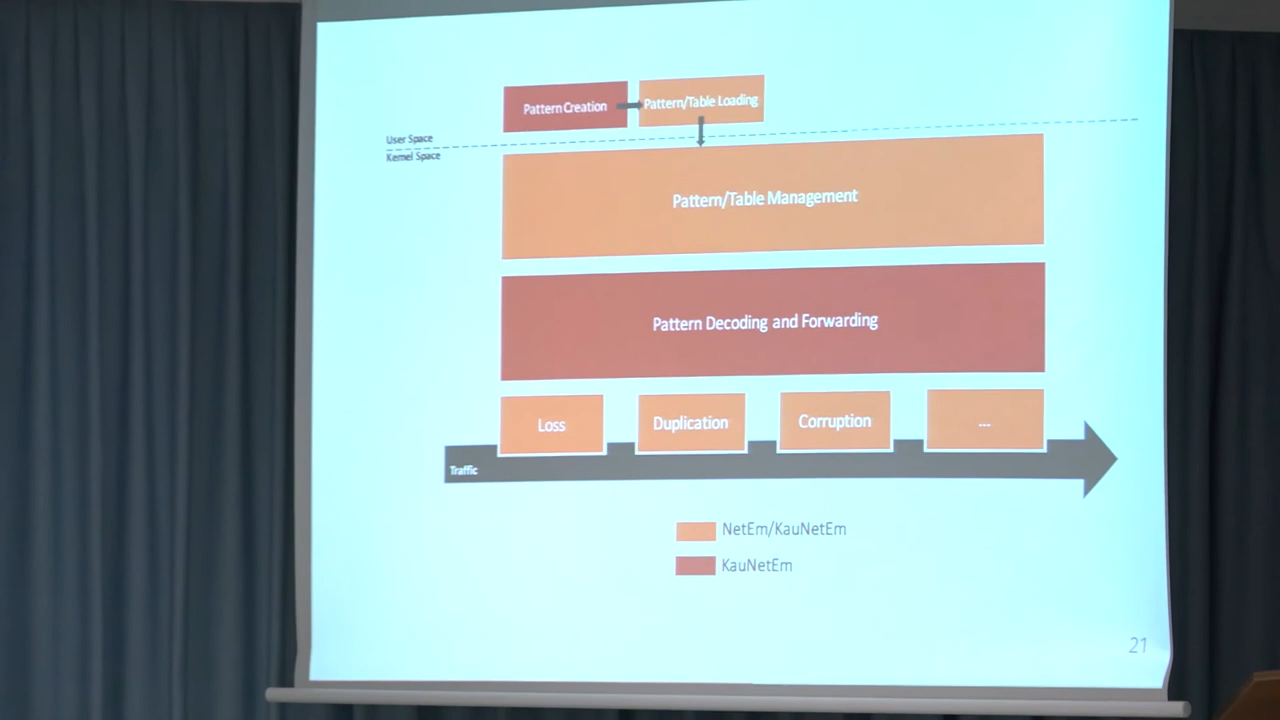 Pattern Creation
Pattern/Table Loading
User Space
Kernel Space
Pattern/Table Management
Pattern Decoding and Forwarding
Loss
Duplication
Corruption
...
Traffic
NetEm/KauNetEm
KauNetEm
21